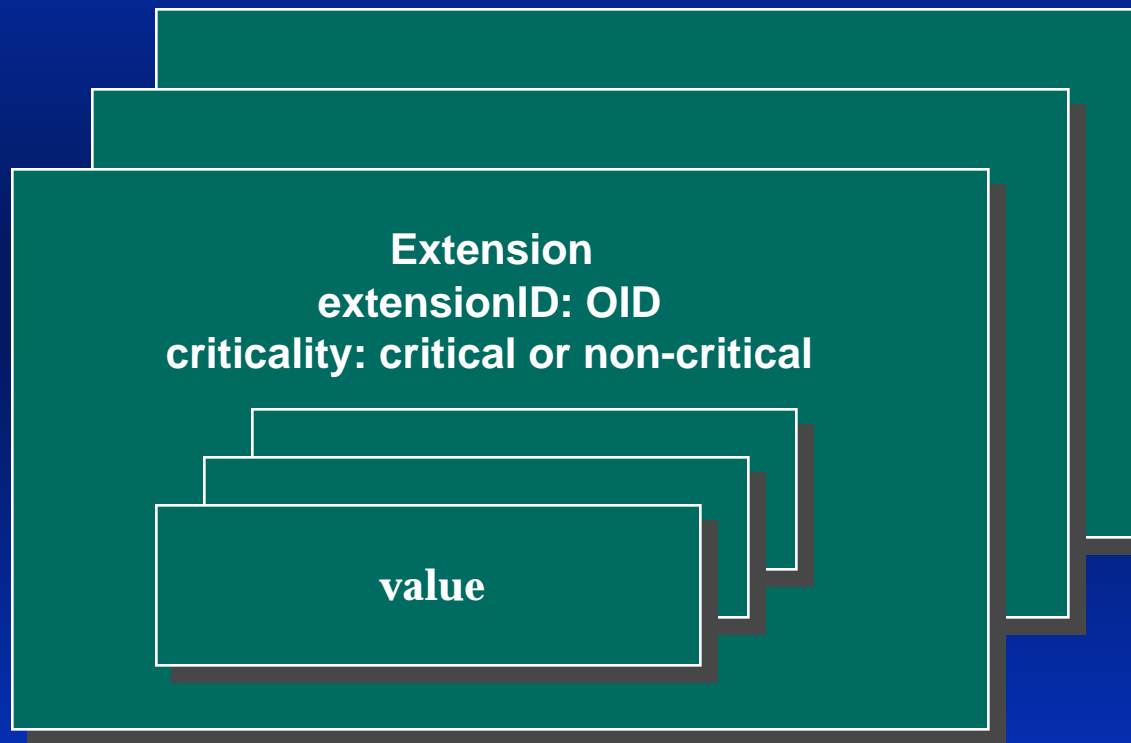 Extension
extensionID: OID
criticality: critical or non-critical
value